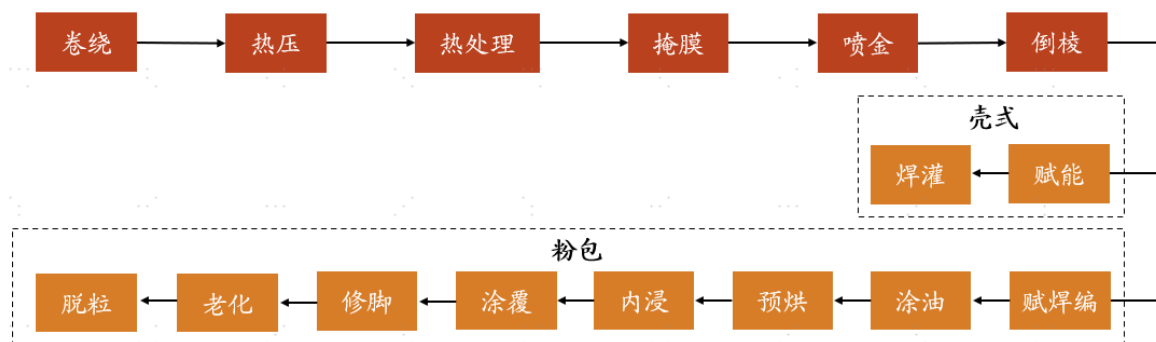 卷绕 热压 热处理 掩膜 喷金 倒棱
壳式
焊灌 赋能
粉包
脱粒 老化 修脚 涂覆 内浸 预烘 涂油 赋焊编